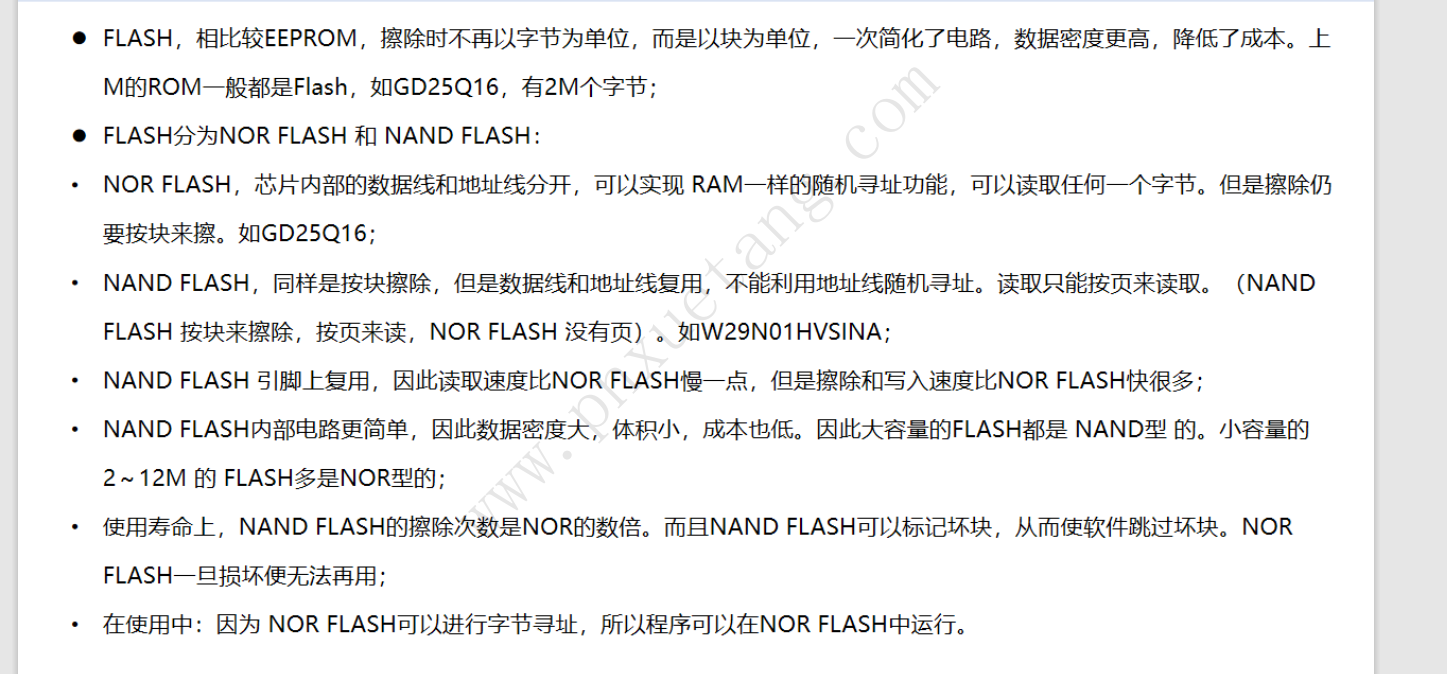 ● FLASH，相比较EEPROM，擦除时不再以字节为单位，而是以块为单位，一次简化了电路，数据密度更高，降低了成本。上
M的ROM一般都是Flash，如GD25Q16，有2M个字节；
● FLASH分为NOR FLASH 和 NAND FLASH：
• NOR FLASH，芯片内部的数据线和地址线分开，可以实现 RAM一样的随机寻址功能，可以读取任何一个字节。但是擦除仍
要按块来擦。如GD25Q16；
• NAND FLASH，同样是按块擦除，但是数据线和地址线复用，不能利用地址线随机寻址。读取只能按页来读取。（NAND
FLASH 按块来擦除，按页来读，NOR FLASH 没有页）。如W29N01HVSINA；
• NAND FLASH 引脚上复用，因此读取速度比NOR FLASH慢一点，但是擦除和写入速度比NOR FLASH快很多；
• NAND FLASH内部电路更简单，因此数据密度大，体积小，成本也低。因此大容量的FLASH都是 NAND型 的。小容量的
2~12M 的 FLASH多是NOR型的；
• 使用寿命上，NAND FLASH的擦除次数是NOR的数倍。而且NAND FLASH可以标记坏块，从而使软件跳过坏块。NOR
FLASH一旦损坏便无法再用；
• 在使用中：因为 NOR FLASH可以进行字节寻址，所以程序可以在NOR FLASH中运行。
www.pnxuetang.com